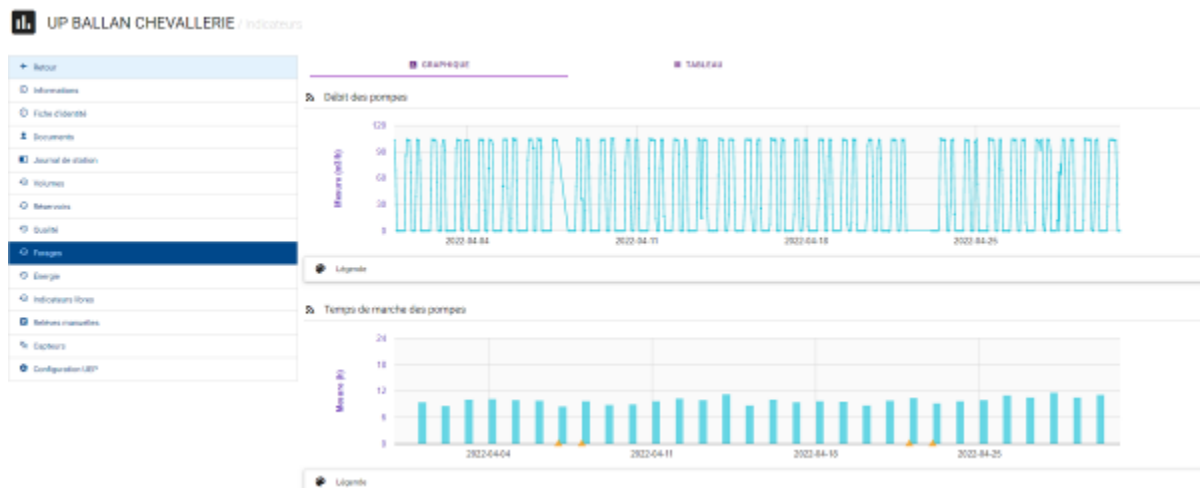 UP BALLAN CHEVALLERIE / Indicateurs
Retour
Informations
Fiche d'identité
Documents
Journal de station
Volumes
Réservoirs
Qualité
Forages
Energie
Indicateurs libres
Relèves manuelles
Capteurs
Configuration UEP
GRAPHIQUE TABLEAU
Débit des pompes
Mesure (m3/h)
120
90
60
30
0
2022-04-04 2022-04-11 2022-04-18 2022-04-25
Légende
Temps de marche des pompes
Mesure (h)
24
18
12
6
0
2022-04-04 2022-04-11 2022-04-18 2022-04-25
Légende